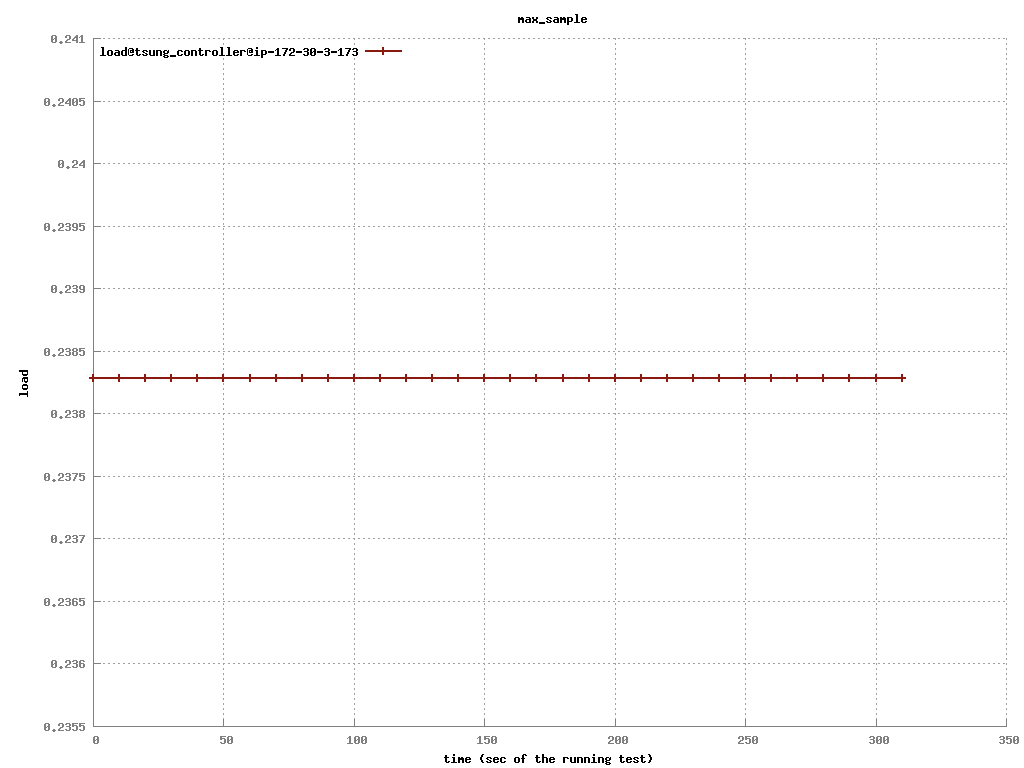 max_sample
load@tsung_controller@ip-172-30-3-173
0.241
0.2405
0.24
0.2395
0.239
0.2385
0.238
0.2375
0.237
0.2365
0.236
0.2355
load
0 50 100 150 200 250 300 350
time (sec of the running test)